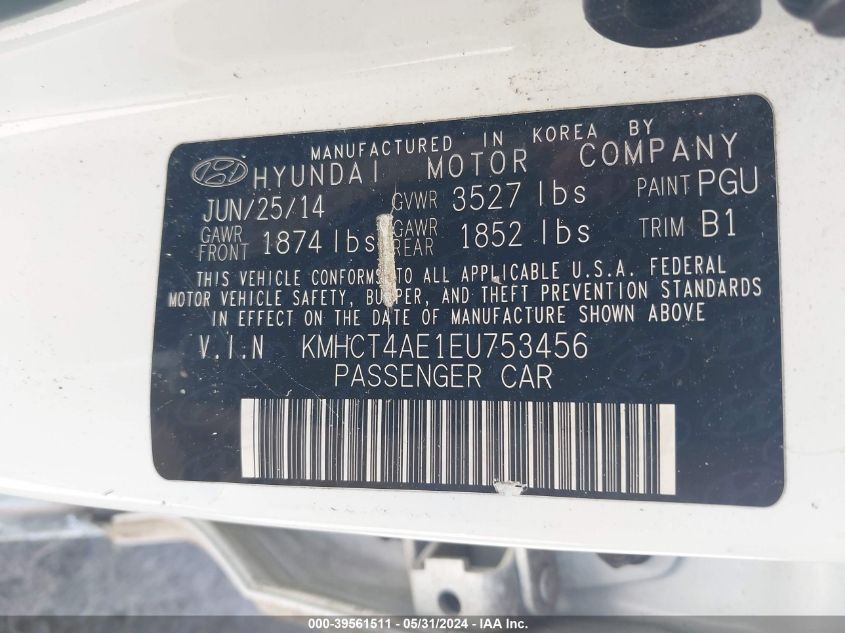 MANUFACTURED IN KOREA BY
HYUNDAI MOTOR COMPANY
JUN/25/14 GVWR 3527 lbs PAINT PGU
GAWR FRONT 1874 lbs GAWR REAR 1852 lbs TRIM B1
THIS VEHICLE CONFORMS TO ALL APPLICABLE U.S.A. FEDERAL
MOTOR VEHICLE SAFETY, BUMPER, AND THEFT PREVENTION STANDARDS
IN EFFECT ON THE DATE OF MANUFACTURE SHOWN ABOVE
V.I.N KMHCT4AE1EU753456
PASSENGER CAR
000-39561511 - 05/31/2024 - IAA, Inc.